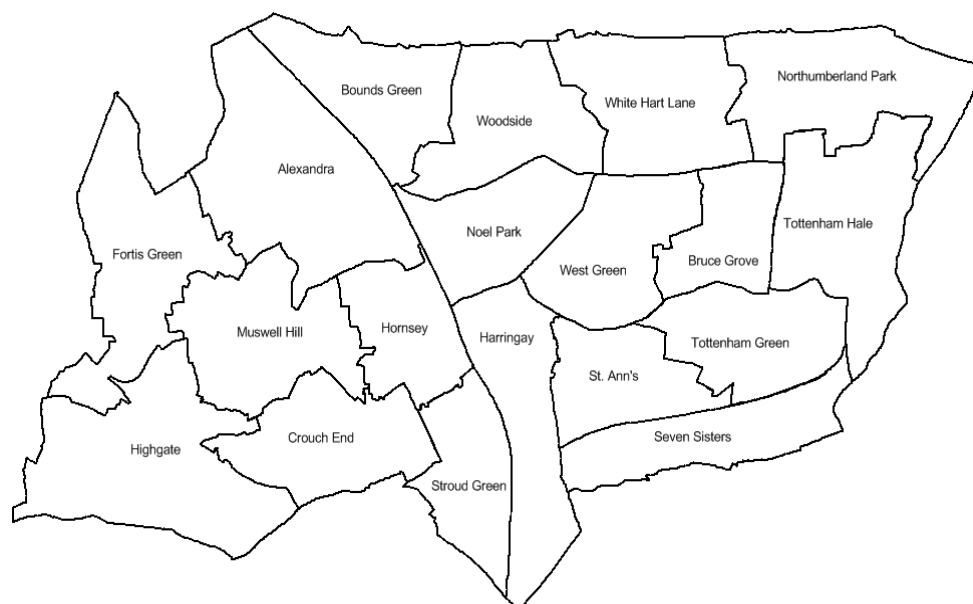 Northumberland Park
Bounds Green
White Hart Lane
Woodside
Alexandra
Tottenham Hale
Noel Park
Fortis Green
Bruce Grove
West Green
Muswell Hill
Hornsey
Harringay
Tottenham Green
St. Ann's
Crouch End
Seven Sisters
Highgate
Stroud Green